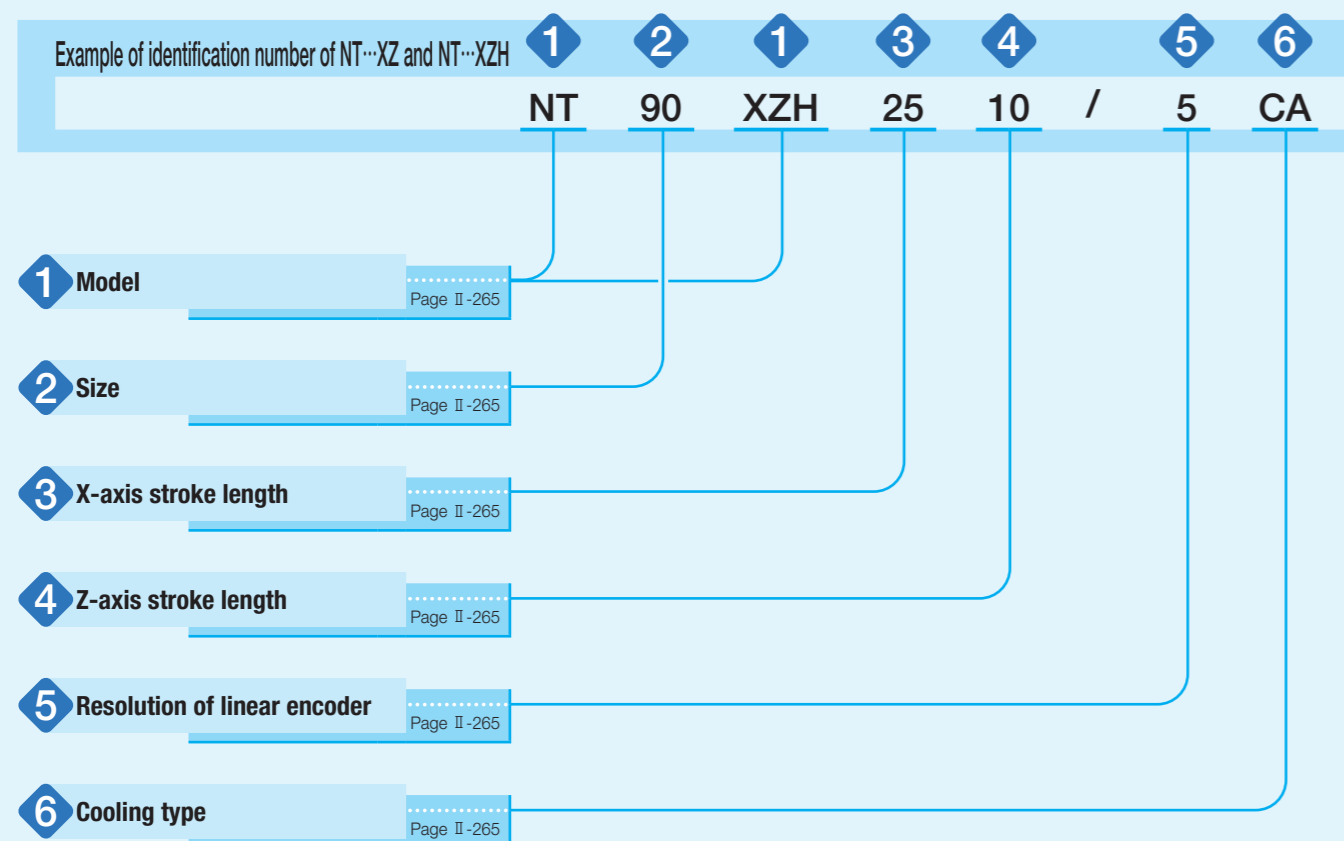 Example of identification number of NT···XZ and NT···XZH 1 2 1 3 4 5 6
NT 90 XZH 25 10 / 5 CA
1 Model
Page Ⅱ-265
2 Size
Page Ⅱ-265
3 X-axis stroke length
Page Ⅱ-265
4 Z-axis stroke length
Page Ⅱ-265
5 Resolution of linear encoder
Page Ⅱ-265
6 Cooling type
Page Ⅱ-265